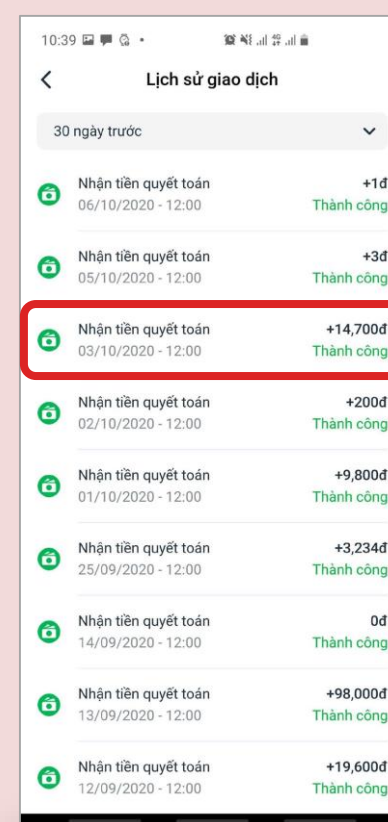 10:39
Lịch sử giao dịch
30 ngày trước
Nhận tiền quyết toán +1đ
06/10/2020 - 12:00 Thành công
Nhận tiền quyết toán +3đ
05/10/2020 - 12:00 Thành công
Nhận tiền quyết toán +14,700đ
03/10/2020 - 12:00 Thành công
Nhận tiền quyết toán +200đ
02/10/2020 - 12:00 Thành công
Nhận tiền quyết toán +9,800đ
01/10/2020 - 12:00 Thành công
Nhận tiền quyết toán +3,234đ
25/09/2020 - 12:00 Thành công
Nhận tiền quyết toán 0đ
14/09/2020 - 12:00 Thành công
Nhận tiền quyết toán +98,000đ
13/09/2020 - 12:00 Thành công
Nhận tiền quyết toán +19,600đ
12/09/2020 - 12:00 Thành công